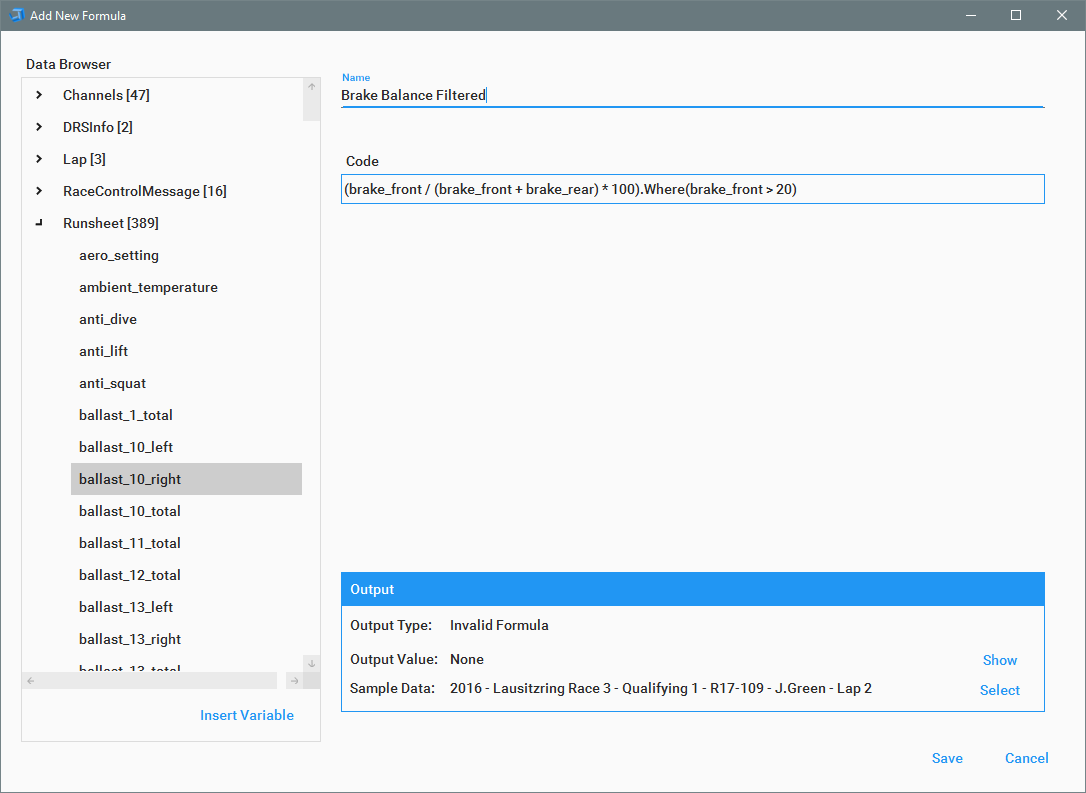 Add New Formula
Data Browser
Channels [47]
DRSInfo [2]
Lap [3]
RaceControlMessage [16]
Runsheet [389]
aero_setting
ambient_temperature
anti_dive
anti_lift
anti_squat
ballast_1_total
ballast_10_left
ballast_10_right
ballast_10_total
ballast_11_total
ballast_12_total
ballast_13_left
ballast_13_right
ballast_13_total
Insert Variable
Name
Brake Balance Filtered
Code
(brake_front / (brake_front + brake_rear) * 100).Where(brake_front > 20)
Output
Output Type: Invalid Formula
Output Value: None Show
Sample Data: 2016 - Lausitzring Race 3 - Qualifying 1 - R17-109 - J.Green - Lap 2 Select
Save Cancel